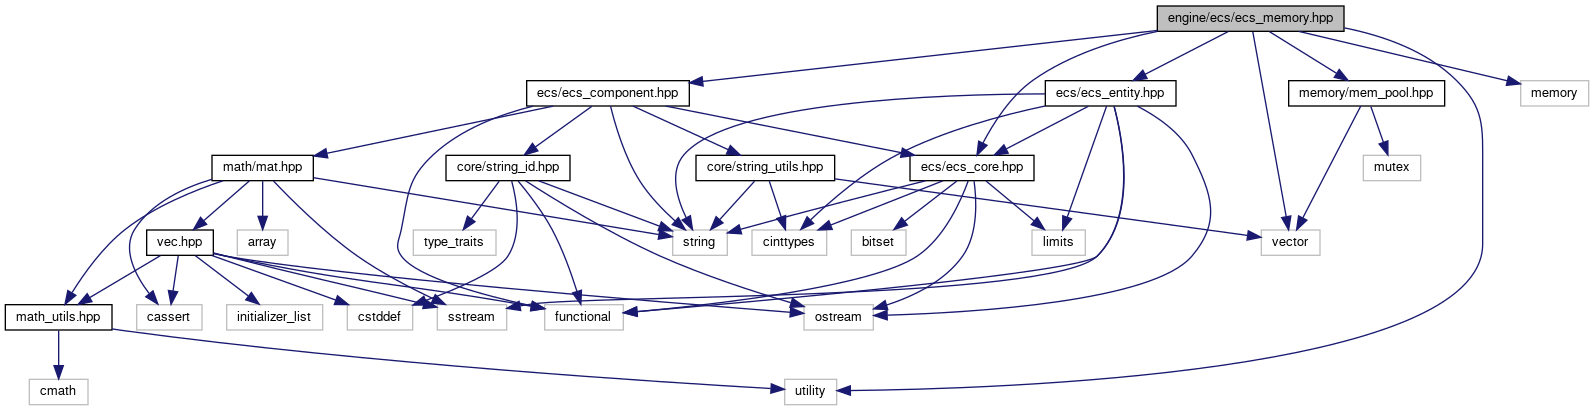 engine/ecs/ecs_memory.hpp
ecs/ecs_component.hpp
ecs/ecs_entity.hpp
memory/mem_pool.hpp
memory
math/mat.hpp
core/string_id.hpp
core/string_utils.hpp
ecs/ecs_core.hpp
mutex
vec.hpp
array
type_traits
string
cinttypes
bitset
limits
vector
math_utils.hpp
cassert
initializer_list
cstddef
sstream
functional
ostream
cmath
utility